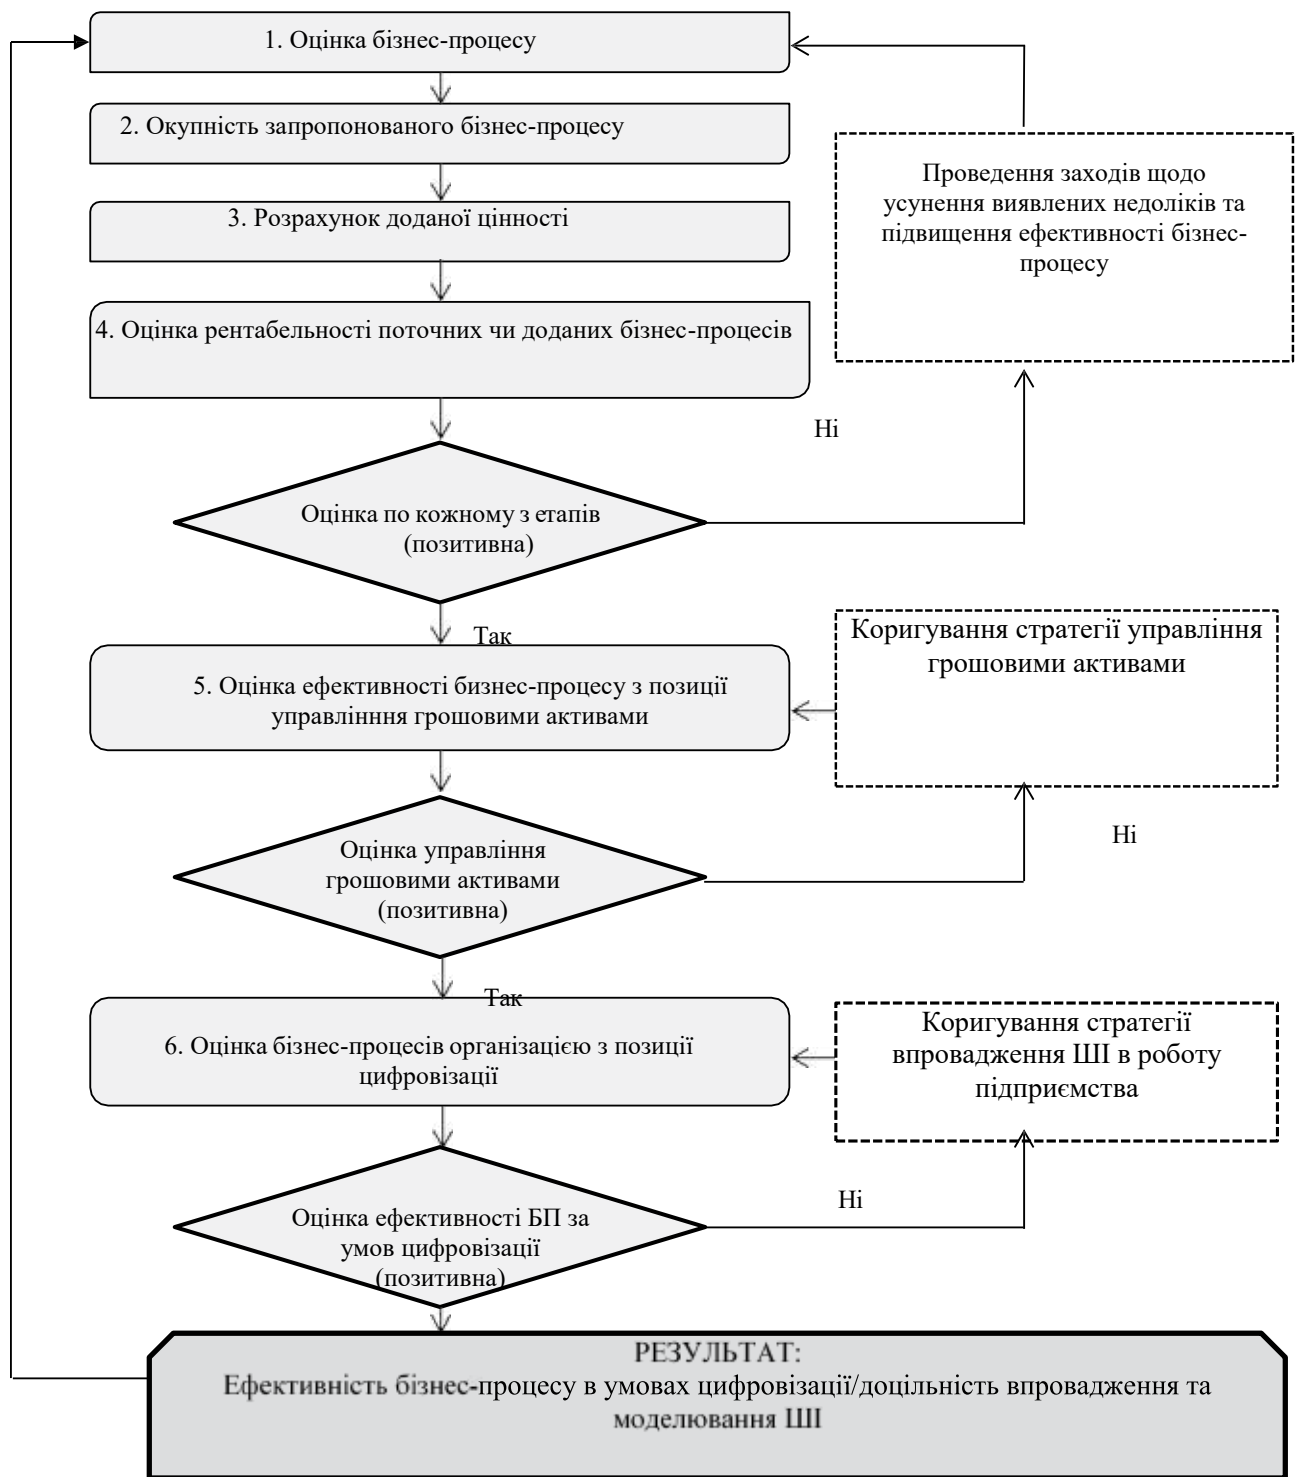 1. Оцінка бізнес-процесу
2. Окупність запропонованого бізнес-процесу
3. Розрахунок доданої цінності
4. Оцінка рентабельності поточних чи доданих бізнес-процесів
Проведення заходів щодо
усунення виявлених недоліків та
підвищення ефективності бізнес-
процесу
Ні
Оцінка по кожному з етапів
(позитивна)
Так
5. Оцінка ефективності бизнес-процесу з позиції
управлінння грошовими активами
Коригування стратегії управління
грошовими активами
Ні
Оцінка управління
грошовими активами
(позитивна)
Так
6. Оцінка бізнес-процесів організацією з позиції
цифровізації
Коригування стратегії
впровадження ШІ в роботу
підприємства
Ні
Оцінка ефективності БП за
умов цифровізації
(позитивна)
РЕЗУЛЬТАТ:
Ефективність бізнес-процесу в умовах цифровізації/доцільність впровадження та
моделювання ШІ